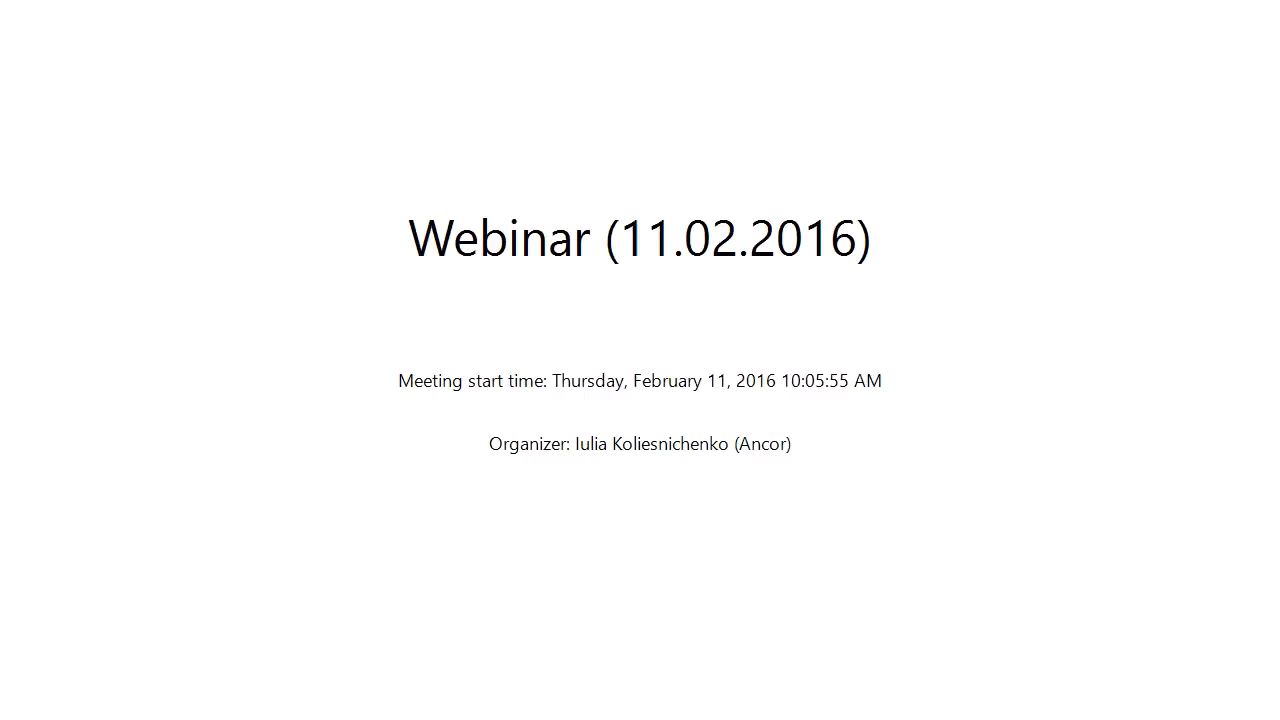 Webinar (11.02.2016)
Meeting start time: Thursday, February 11, 2016 10:05:55 AM
Organizer: Iulia Koliesnichenko (Ancor)